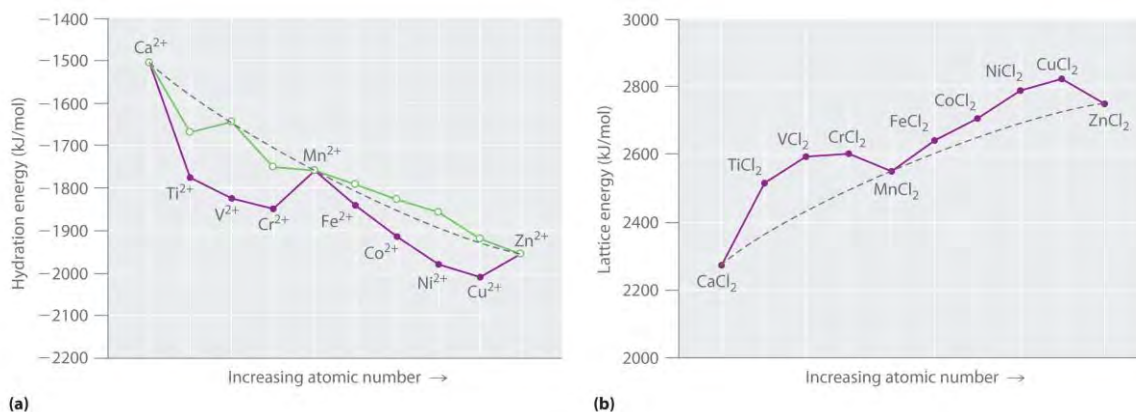 −1400
−1500
−1600
−1700
−1800
−1900
−2000
−2100
−2200
Hydration energy (kJ/mol)
Ca²⁺
Ti²⁺
V²⁺
Cr²⁺
Mn²⁺
Fe²⁺
Co²⁺
Ni²⁺
Cu²⁺
Zn²⁺
Increasing atomic number →
(a)
3000
2800
2600
2400
2200
2000
Lattice energy (kJ/mol)
CaCl₂
TiCl₂
VCl₂
CrCl₂
MnCl₂
FeCl₂
CoCl₂
NiCl₂
CuCl₂
ZnCl₂
Increasing atomic number →
(b)